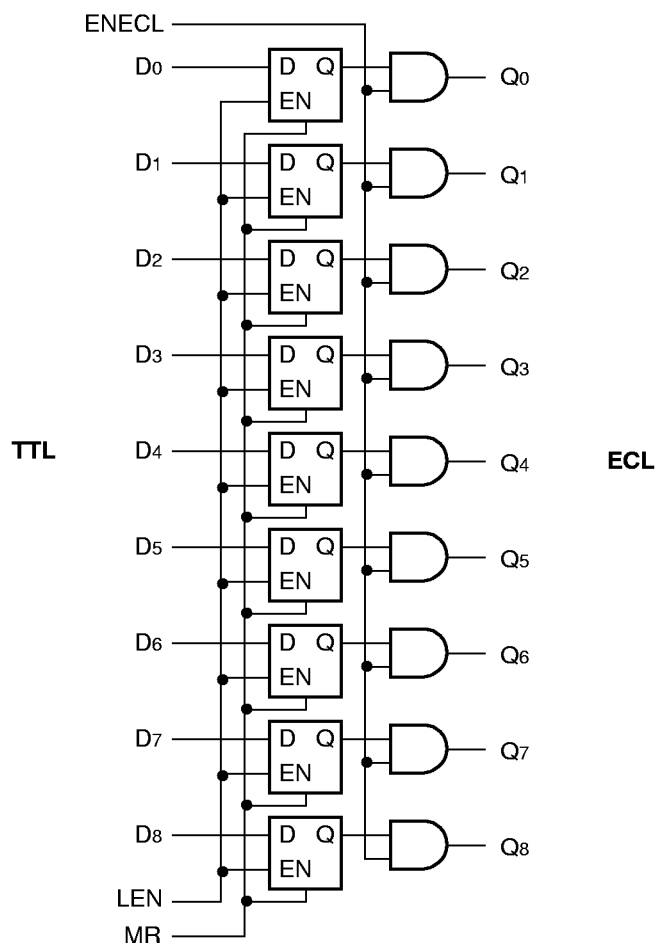 ENECL
D0 D Q Q0
EN
D1 D Q Q1
EN
D2 D Q Q2
EN
D3 D Q Q3
EN
TTL D4 D Q Q4 ECL
EN
D5 D Q Q5
EN
D6 D Q Q6
EN
D7 D Q Q7
EN
D8 D Q Q8
EN
LEN
MR